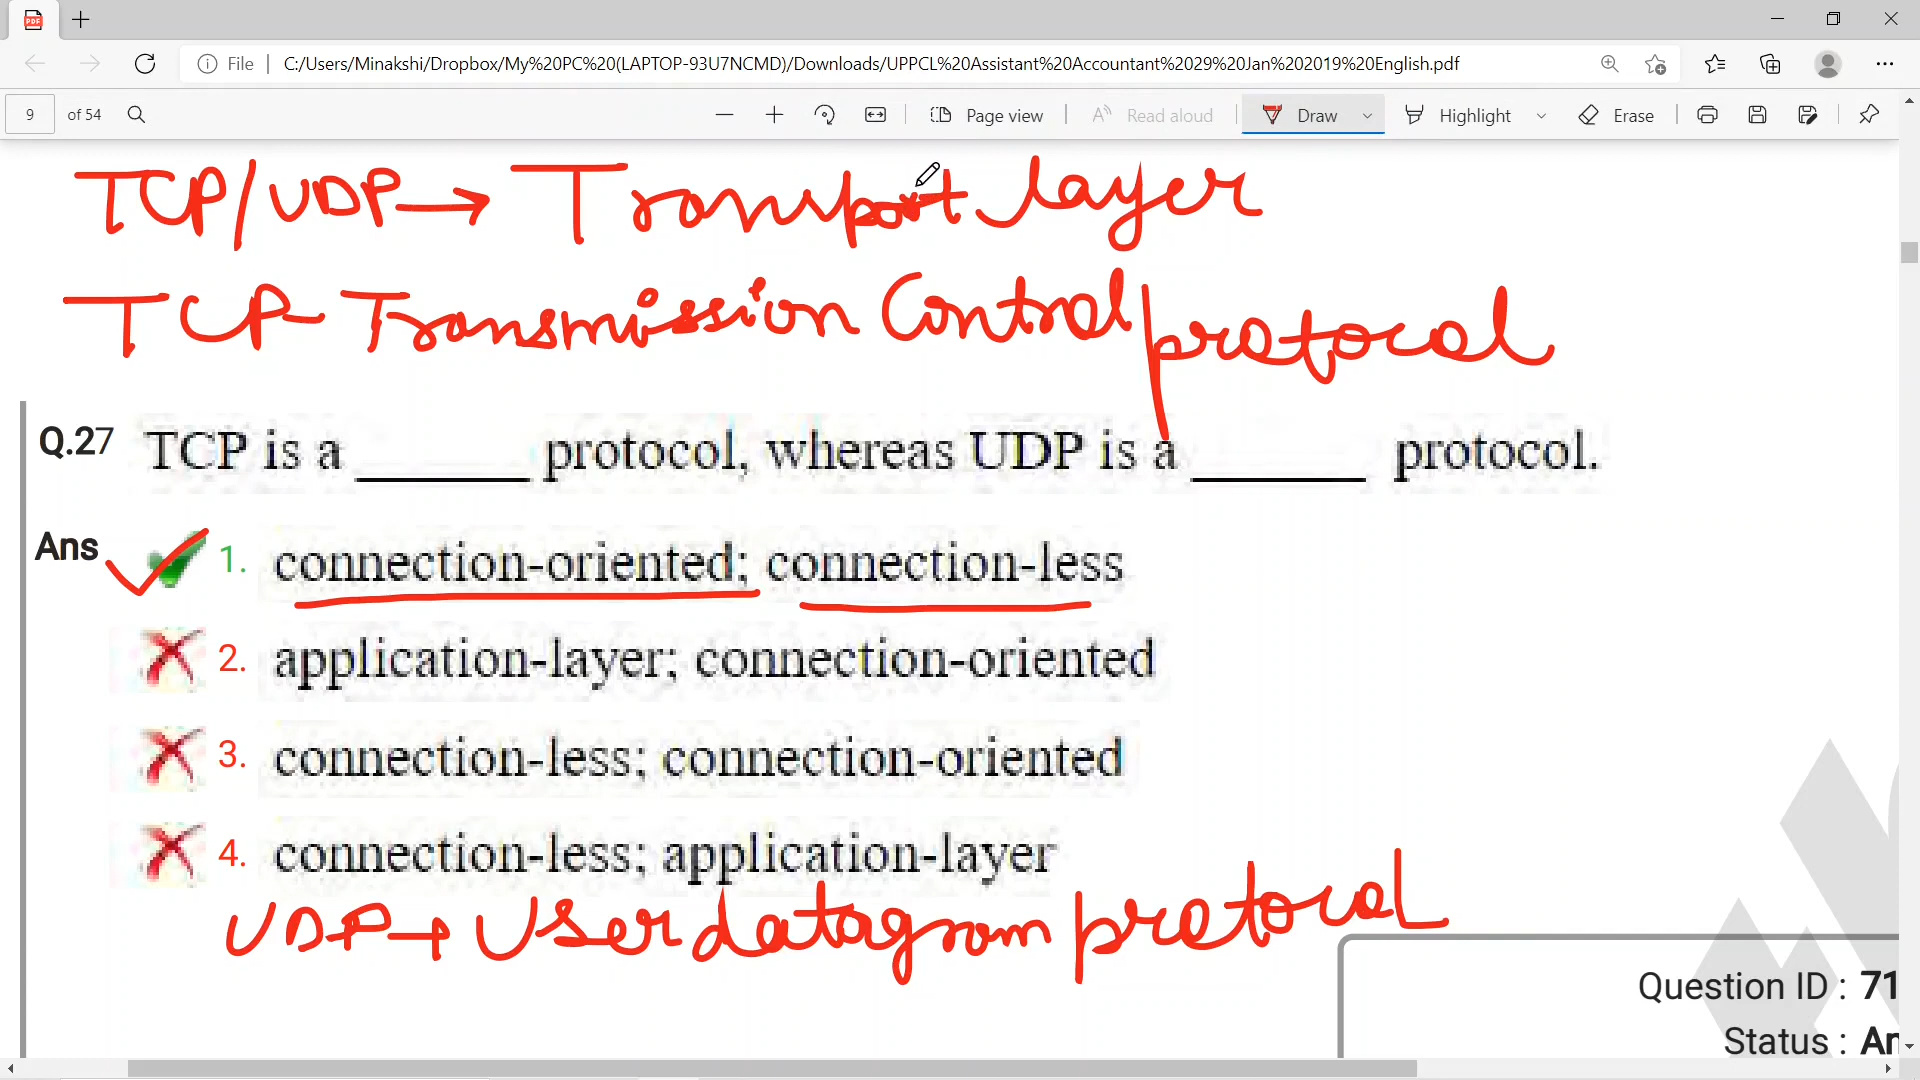 File C:/Users/Minakshi/Dropbox/My%20PC%20(LAPTOP-93U7NCMD)/Downloads/UPPCL%20Assistant%20Accountant%2029%20Jan%202019%20English.pdf
9 of 54 Page view Read aloud Draw Highlight Erase
TCP/UDP → Transport layer
TCP - Transmission Control protocal
Q.27 TCP is a ______ protocol, whereas UDP is a ______ protocol.
Ans 1. connection-oriented; connection-less
2. application-layer; connection-oriented
3. connection-less; connection-oriented
4. connection-less; application-layer
UDP → User datagram protocal
Question ID : 71
Status : An